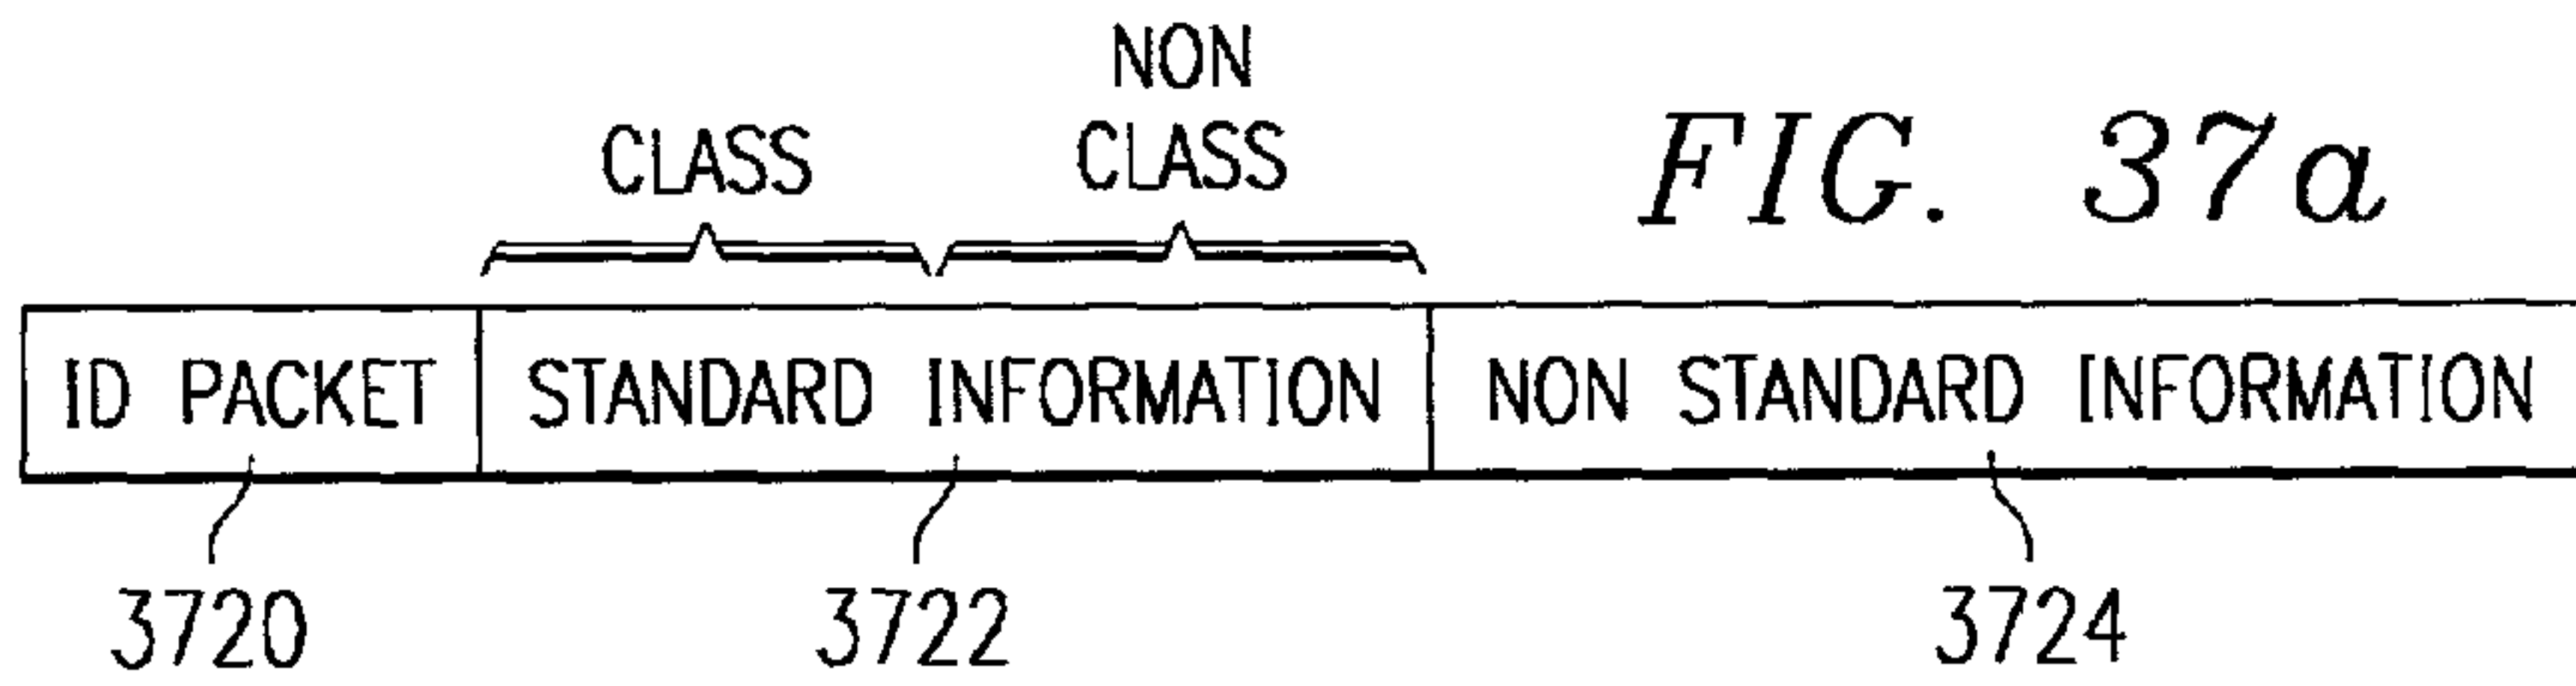 NON
CLASS
CLASS
FIG. 37a
ID PACKET
STANDARD INFORMATION
NON STANDARD INFORMATION
3720
3722
3724